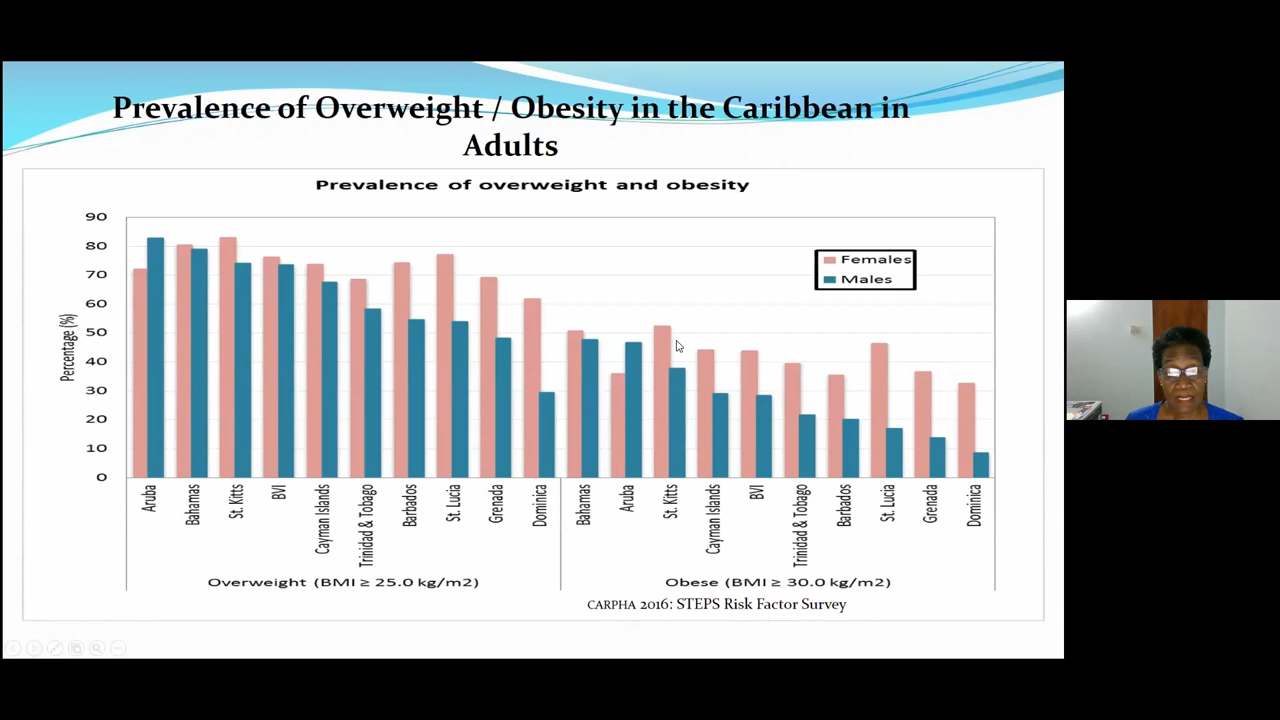 Prevalence of Overweight / Obesity in the Caribbean in
Adults
Prevalence of overweight and obesity
90
80
70
60
50
40
30
20
10
0
Percentage (%)
Females
Males
Aruba
Bahamas
St. Kitts
BVI
Cayman Islands
Trinidad & Tobago
Barbados
St. Lucia
Grenada
Dominica
Bahamas
Aruba
St. Kitts
Cayman Islands
BVI
Trinidad & Tobago
Barbados
St. Lucia
Grenada
Dominica
Overweight (BMI ≥ 25.0 kg/m2)
Obese (BMI ≥ 30.0 kg/m2)
CARPHA 2016: STEPS Risk Factor Survey